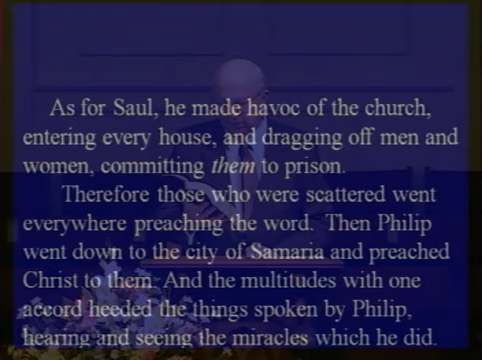 As for Saul, he made havoc of the church,
entering every house, and dragging off men and
women, committing them to prison.
Therefore those who were scattered went
everywhere preaching the word. Then Philip
went down to the city of Samaria and preached
Christ to them. And the multitudes with one
accord heeded the things spoken by Philip,
hearing and seeing the miracles which he did.